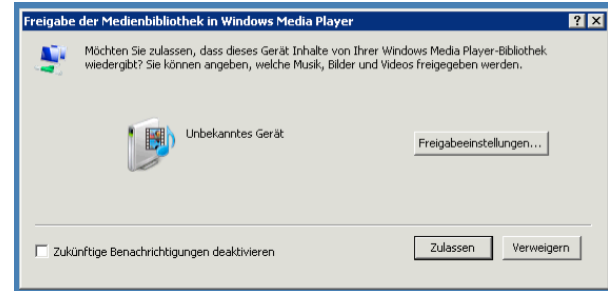 Freigabe der Medienbibliothek in Windows Media Player
Möchten Sie zulassen, dass dieses Gerät Inhalte von Ihrer Windows Media Player-Bibliothek
wiedergibt? Sie können angeben, welche Musik, Bilder und Videos freigegeben werden.
Unbekanntes Gerät
Freigabeeinstellungen...
Zukünftige Benachrichtigungen deaktivieren
Zulassen
Verweigern